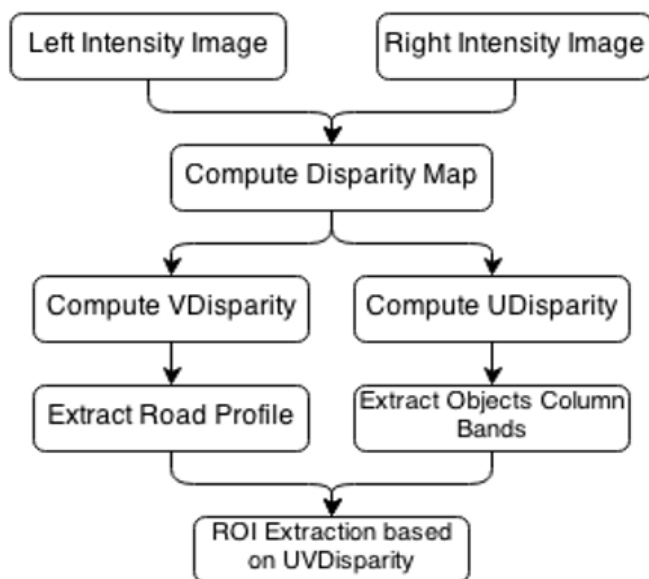 Left Intensity Image
Right Intensity Image
Compute Disparity Map
Compute VDisparity
Compute UDisparity
Extract Road Profile
Extract Objects Column
Bands
ROI Extraction based
on UVDisparity